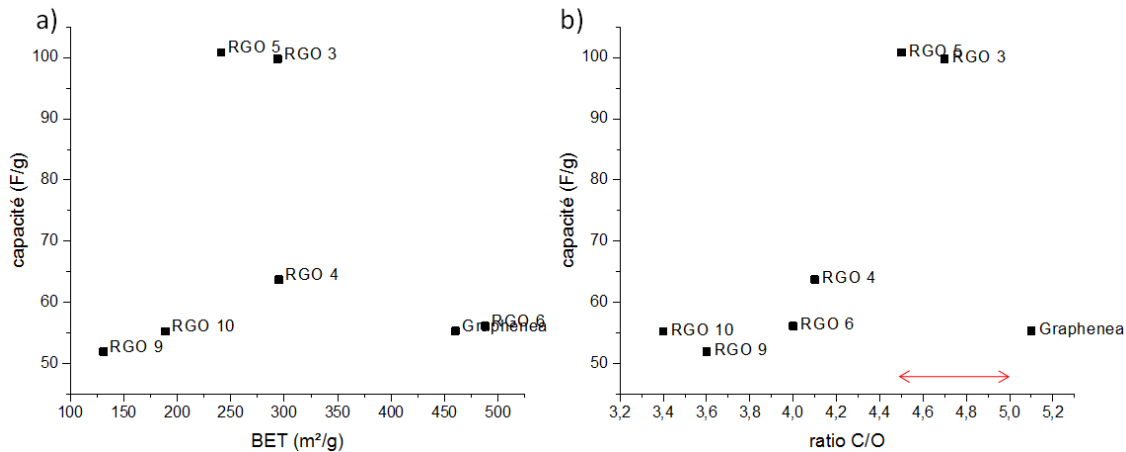 a)
capacité (F/g)
100
90
80
70
60
50
RGO 5
RGO 3
RGO 4
RGO 10
RGO 9
RGO 6
Graphenea
100 150 200 250 300 350 400 450 500
BET (m²/g)
b)
capacité (F/g)
100
90
80
70
60
50
RGO 5
RGO 3
RGO 4
RGO 6
RGO 10
RGO 9
Graphenea
3,2 3,4 3,6 3,8 4,0 4,2 4,4 4,6 4,8 5,0 5,2
ratio C/O